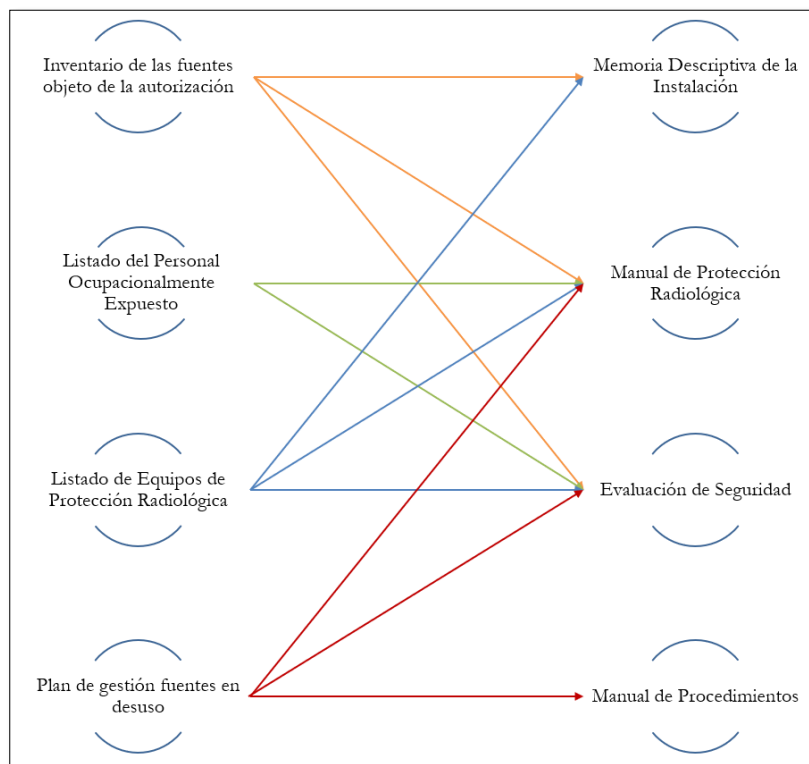 Inventario de las fuentes
objeto de la autorización
Memoria Descriptiva de la
Instalación
Listado del Personal
Ocupacionalmente
Expuesto
Manual de Protección
Radiológica
Listado de Equipos de
Protección Radiológica
Evaluación de Seguridad
Plan de gestión fuentes en
desuso
Manual de Procedimientos